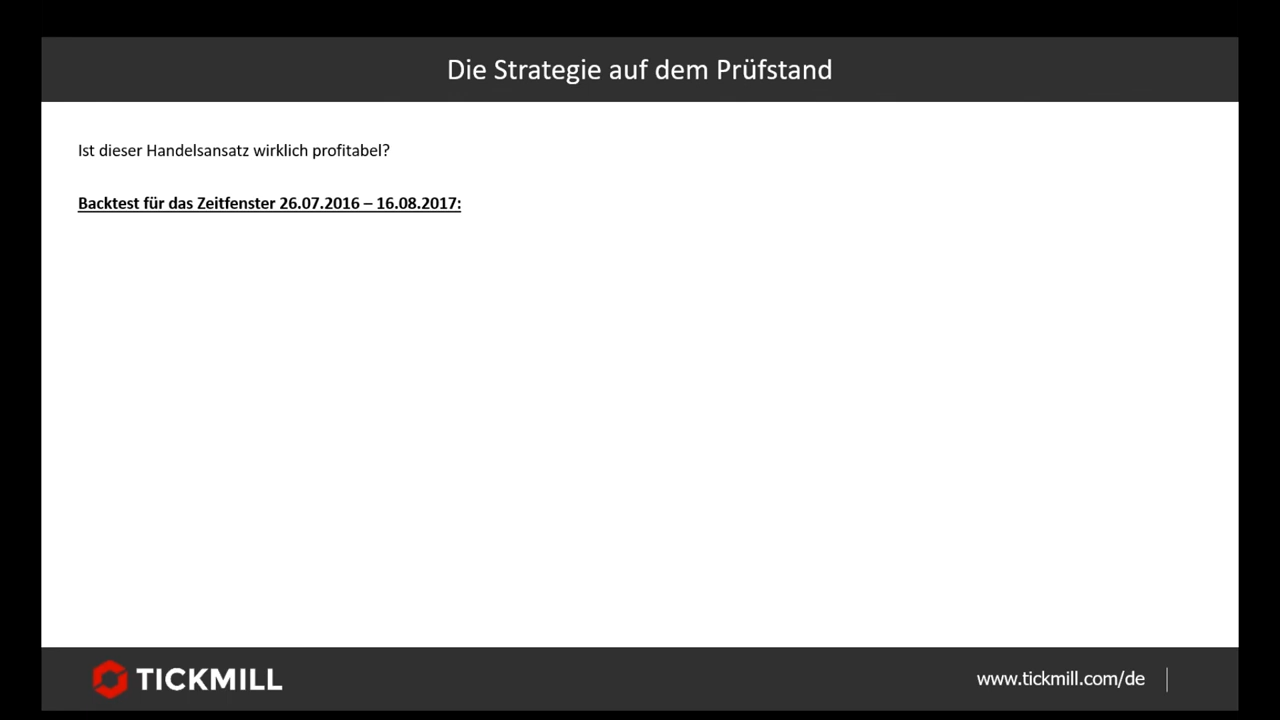 Die Strategie auf dem Prüfstand
Ist dieser Handelsansatz wirklich profitabel?
Backtest für das Zeitfenster 26.07.2016 – 16.08.2017:
TICKMILL
www.tickmill.com/de